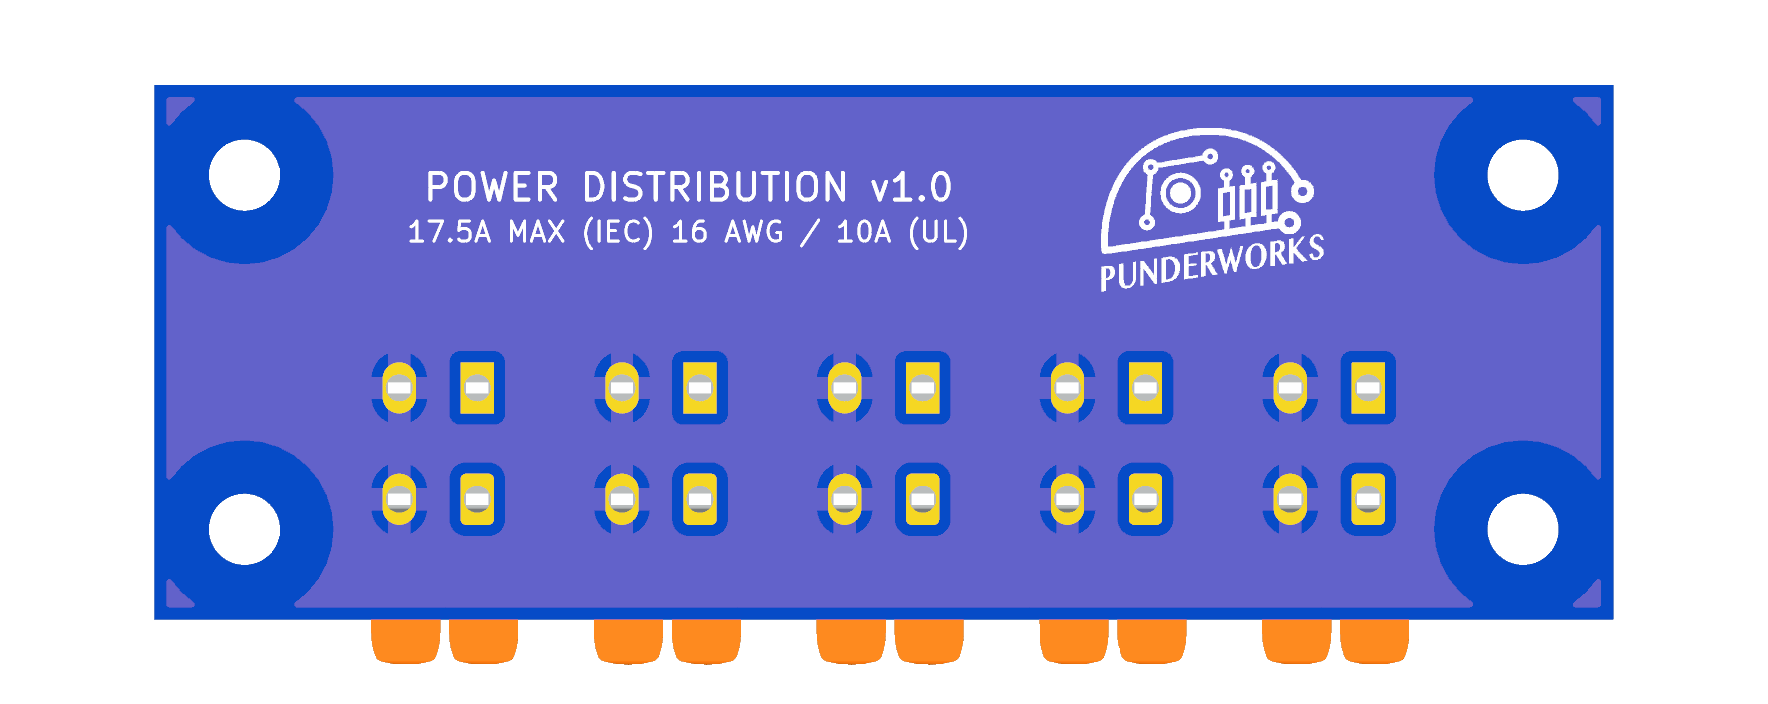 POWER DISTRIBUTION v1.0
17.5A MAX (IEC) 16 AWG / 10A (UL)
PUNDERWORKS